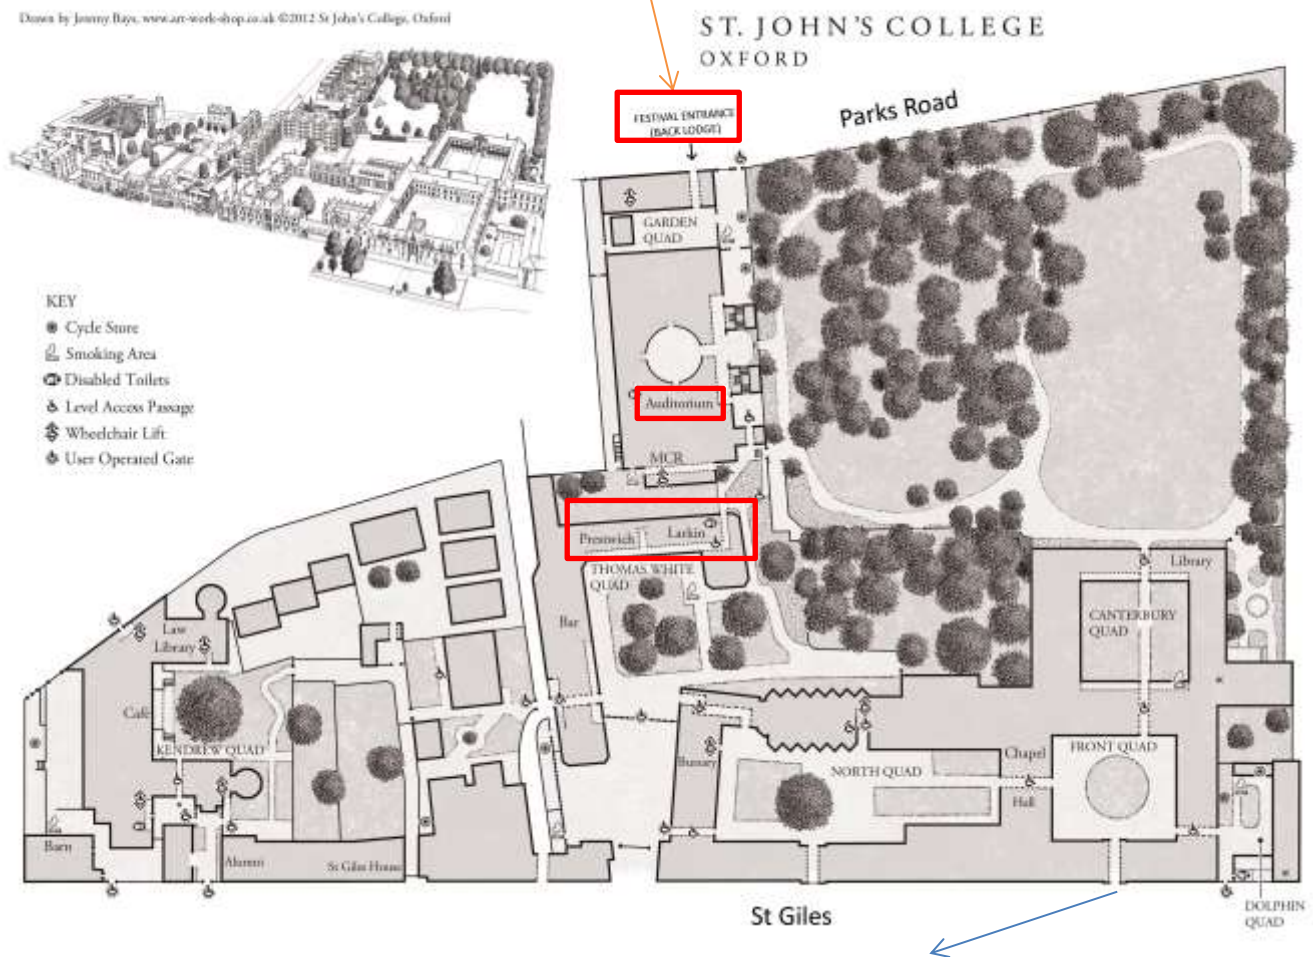 Drawn by Jenny Bays, www.art-work-shop.co.uk ©2012 St John's College, Oxford
ST. JOHN'S COLLEGE
OXFORD
Parks Road
FESTIVAL ENTRANCE
(BACK LODGE)
GARDEN
QUAD
KEY
Cycle Store
Smoking Area
Disabled Toilets
Level Access Passage
Wheelchair Lift
User Operated Gate
Auditorium
MCR
Prestwich
Larkin
THOMAS WHITE
QUAD
Library
CANTERBURY
QUAD
Bar
Law
Library
Café
KENDREW QUAD
Bursary
NORTH QUAD
Chapel
FRONT QUAD
Hall
Barn
Alumni
St Giles House
St Giles
DOLPHIN
QUAD